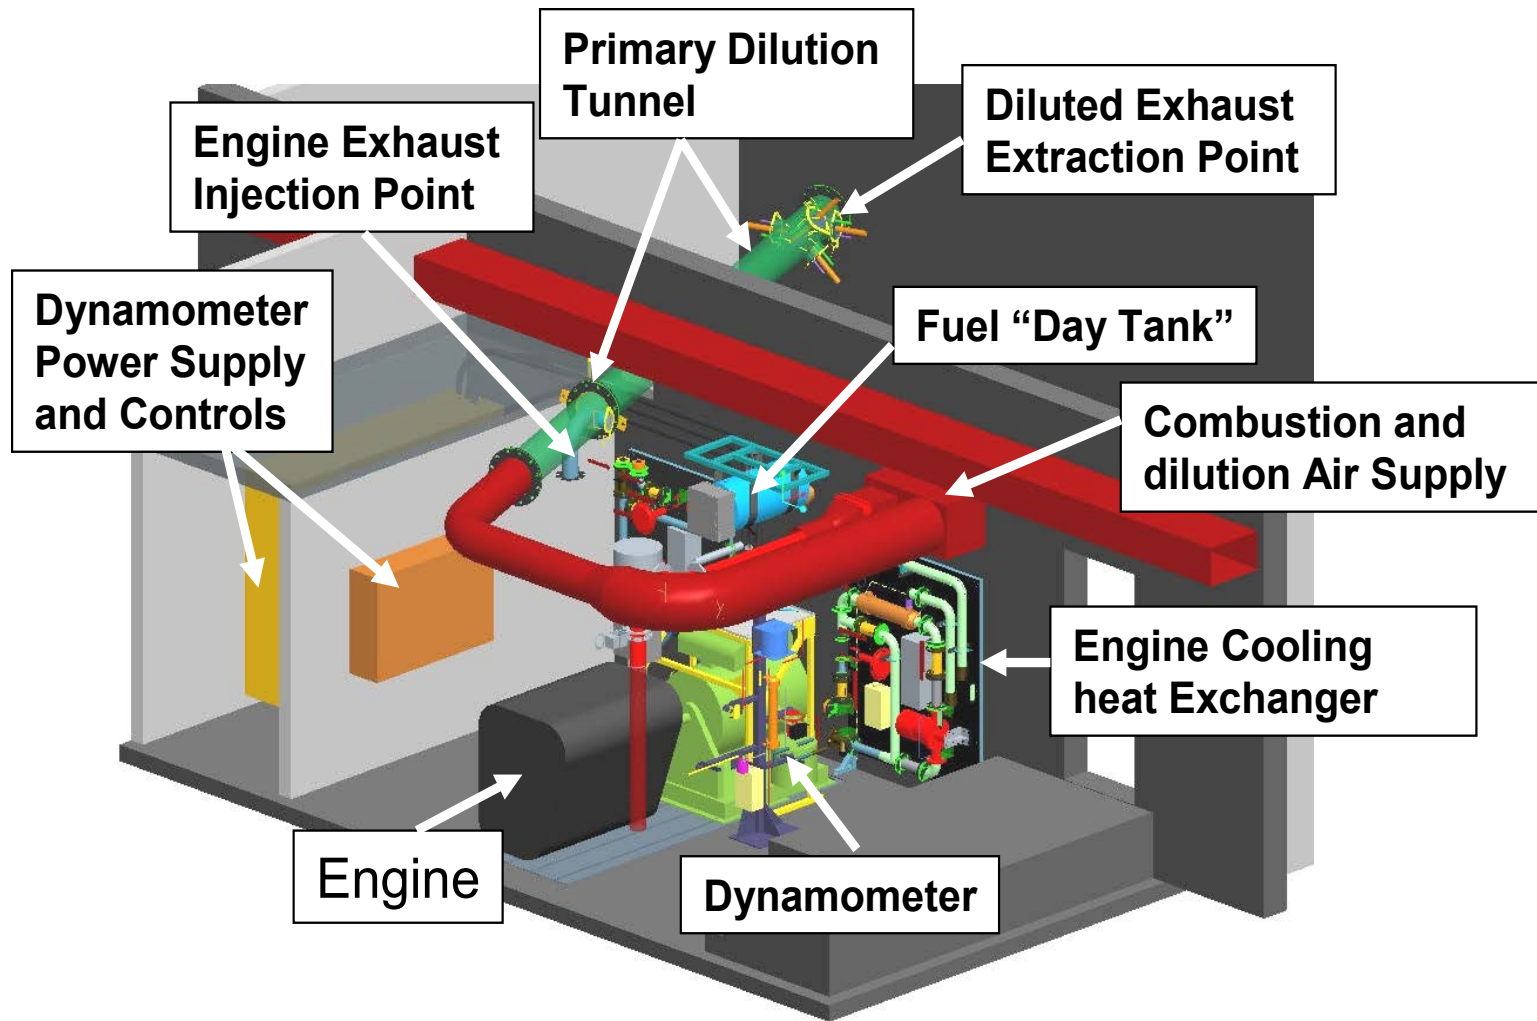 Primary Dilution
Tunnel
Diluted Exhaust
Extraction Point
Engine Exhaust
Injection Point
Dynamometer
Power Supply
and Controls
Fuel “Day Tank”
Combustion and
dilution Air Supply
Engine Cooling
heat Exchanger
Engine
Dynamometer